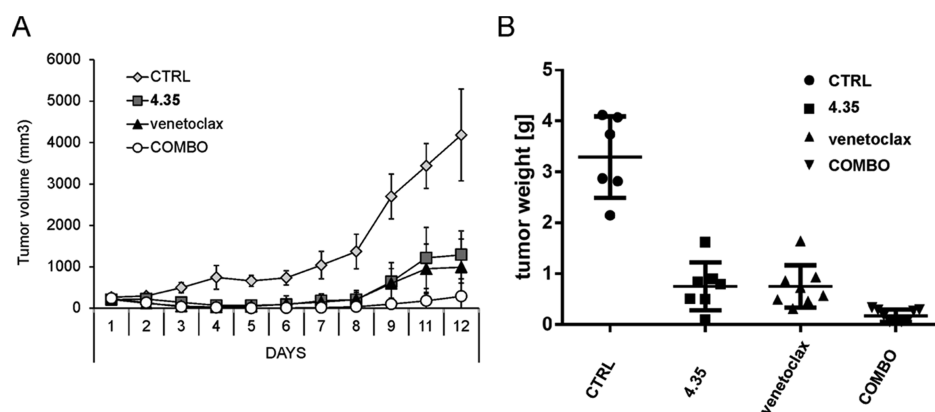 A
Tumor volume (mm3)
6000
5000
4000
3000
2000
1000
0
CTRL
4.35
venetoclax
COMBO
1 2 3 4 5 6 7 8 9 11 12
DAYS
B
tumor weight [g]
5
4
3
2
1
0
CTRL
4.35
venetoclax
COMBO
CTRL 4.35 venetoclax COMBO